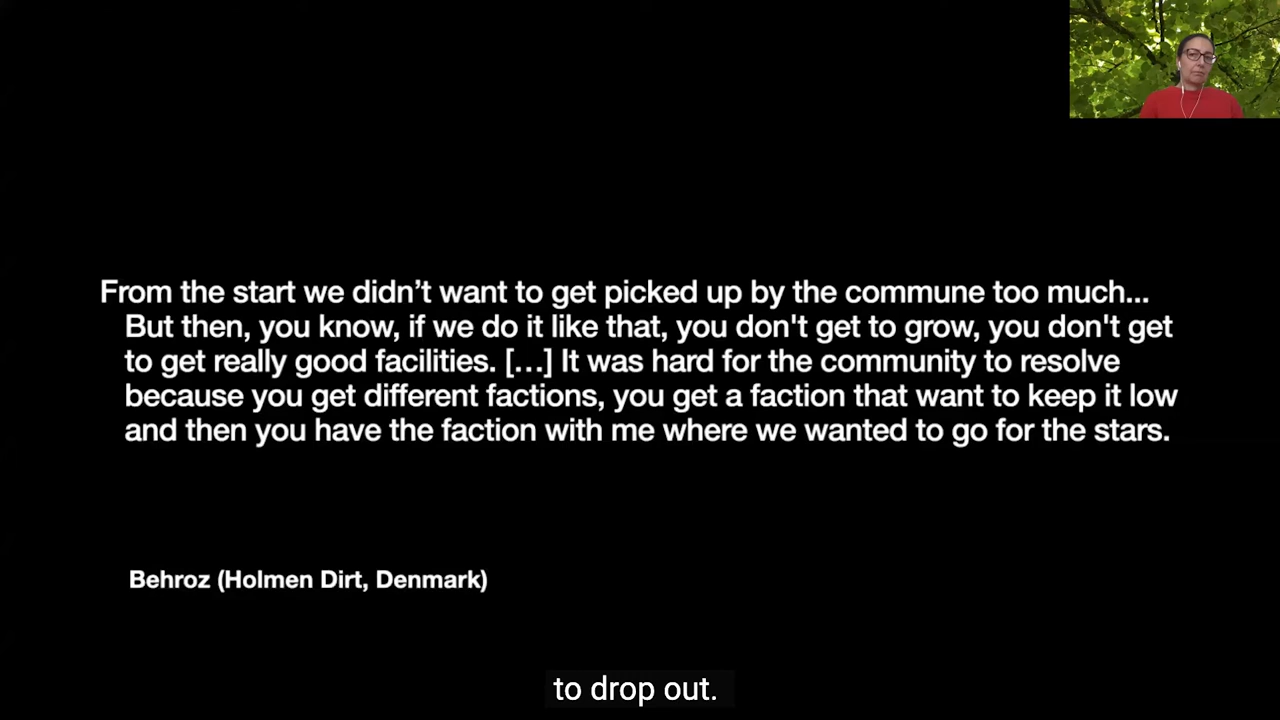 From the start we didn’t want to get picked up by the commune too much...
But then, you know, if we do it like that, you don't get to grow, you don't get
to get really good facilities. […] It was hard for the community to resolve
because you get different factions, you get a faction that want to keep it low
and then you have the faction with me where we wanted to go for the stars.
Behroz (Holmen Dirt, Denmark)
to drop out.